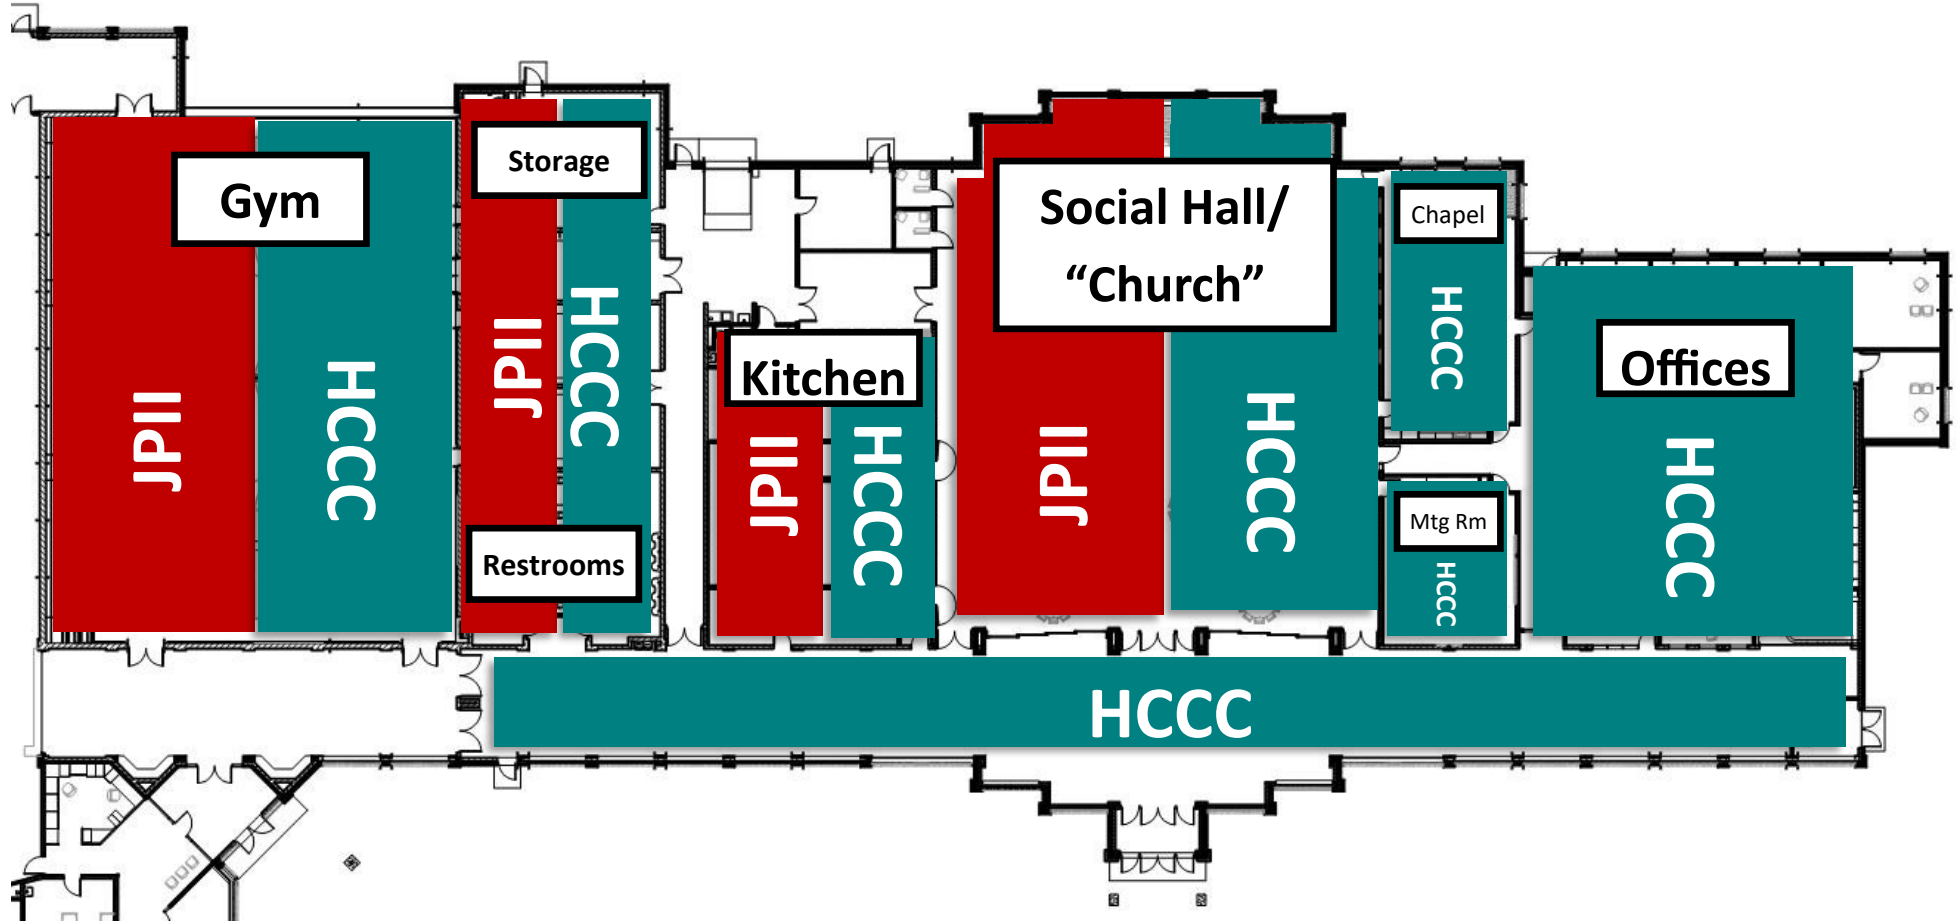 Gym
JPII
HCCC
Storage
JPII
HCCC
Restrooms
Kitchen
JPII
HCCC
Social Hall/
“Church”
JPII
HCCC
Chapel
HCCC
Mtg Rm
HCCC
Offices
HCCC
HCCC